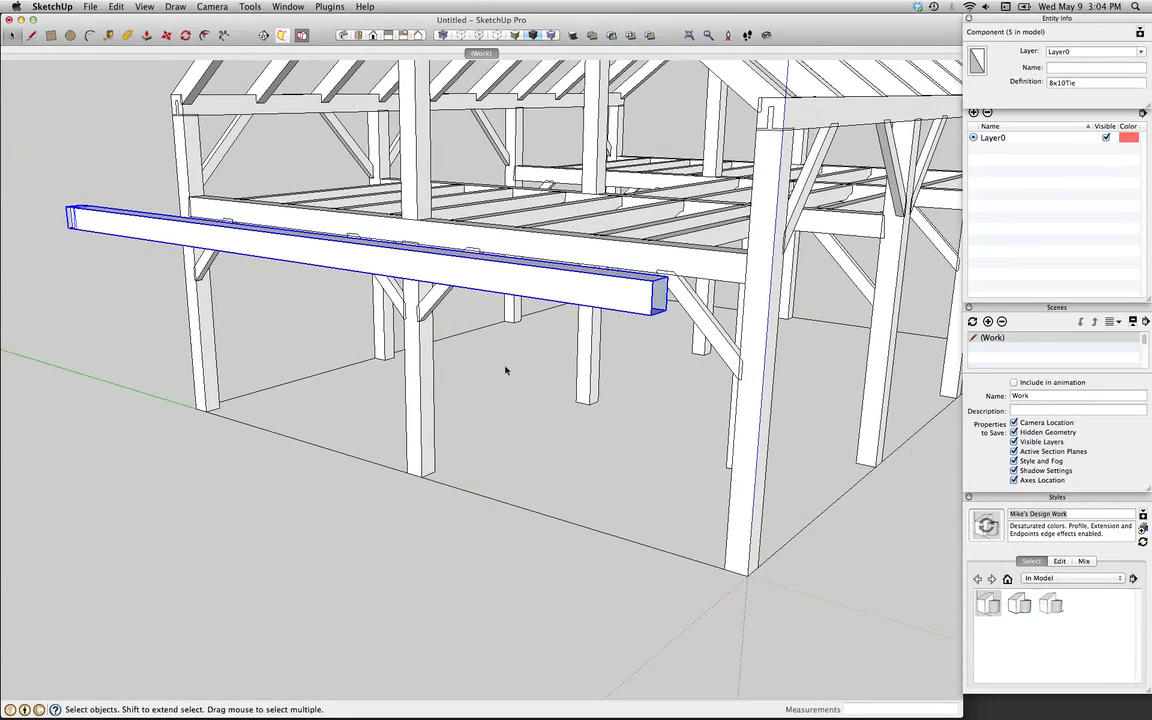 SketchUp File Edit View Draw Camera Tools Window Plugins Help
Wed May 9 3:04 PM
Untitled - SketchUp Pro
(Work)
Entity Info
Component (5 in model)
Layer: Layer0
Name:
Definition: 8x10Tie
Name Visible Color
Layer0
Scenes
(Work)
Include in animation
Name: Work
Description:
Properties to Save:
Camera Location
Hidden Geometry
Visible Layers
Active Section Planes
Style and Fog
Shadow Settings
Axes Location
Styles
Mike's Design Work
Desaturated colors. Profile, Extension and
Endpoints edge effects enabled.
Select Edit Mix
In Model
Select objects. Shift to extend select. Drag mouse to select multiple.
Measurements